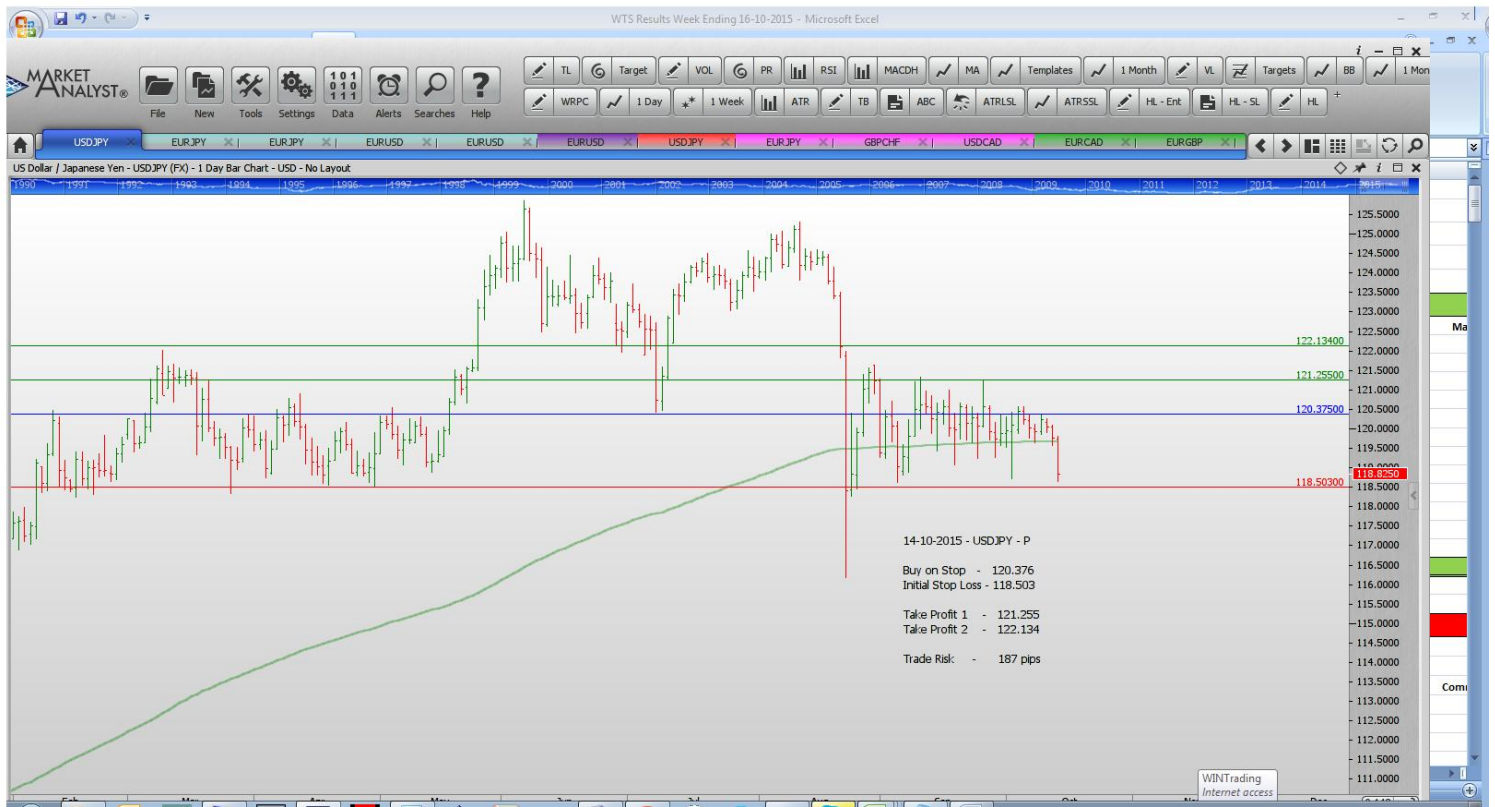 WTS Results Week Ending 16-10-2015 - Microsoft Excel
MARKET ANALYST®
File New Tools Settings Data Alerts Searches Help
TL Target VOL PR RSI MACDH MA Templates 1 Month VL Targets BB 1 Mon
WRPC 1 Day 1 Week ATR TB ABC ATRLSL ATRSSL HL - Ent HL - SL HL
USDJPY EURJPY EURJPY EURUSD EURUSD EURUSD USDJPY EURJPY GBPCHF USDCAD EURCAD EURGBP
US Dollar / Japanese Yen - USDJPY (FX) - 1 Day Bar Chart - USD - No Layout
1990 1991 1992 1993 1994 1995 1996 1997 1998 1999 2000 2001 2002 2003 2004 2005 2006 2007 2008 2009 2010 2011 2012 2013 2014 2015
125.5000
125.0000
124.5000
124.0000
123.5000
123.0000
122.5000
122.13400
122.0000
121.5000
121.25500
121.0000
120.37500
120.5000
120.0000
119.5000
119.0000
118.8250
118.50300
118.5000
118.0000
117.5000
117.0000
116.5000
116.0000
115.5000
115.0000
114.5000
114.0000
113.5000
113.0000
112.5000
112.0000
111.5000
111.0000
14-10-2015 - USDJPY - P
Buy on Stop - 120.376
Initial Stop Loss - 118.503
Take Profit 1 - 121.255
Take Profit 2 - 122.134
Trade Risk - 187 pips
Ma
Com
WINTrading
Internet access